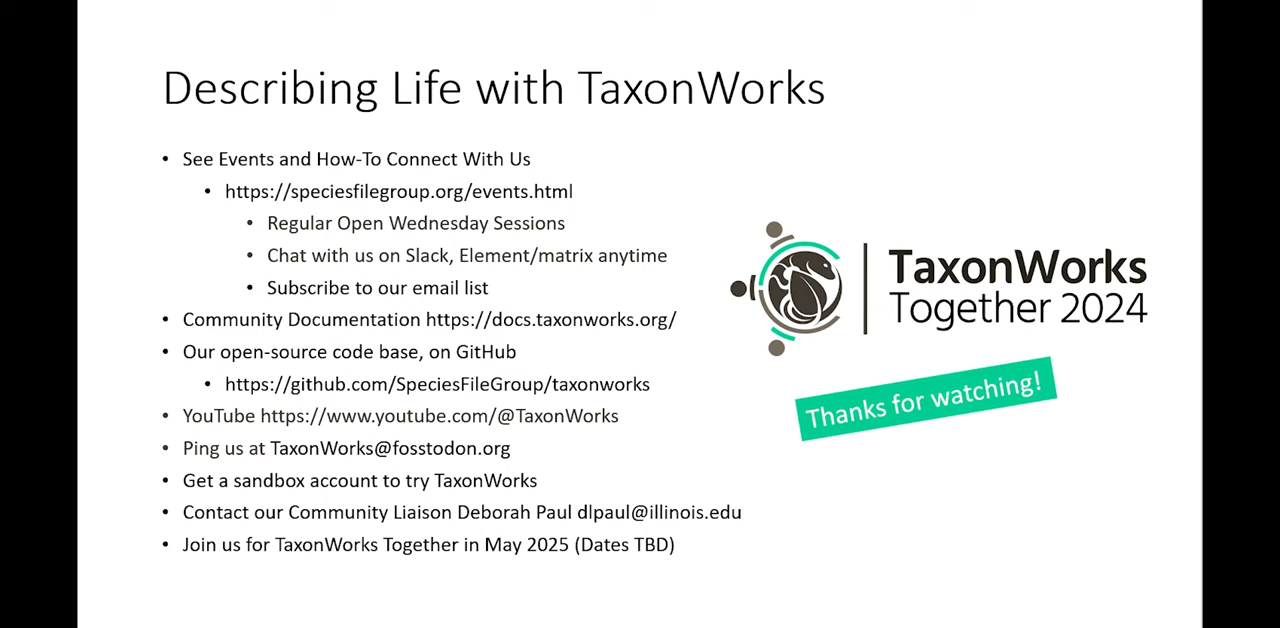 Describing Life with TaxonWorks
• See Events and How-To Connect With Us
• https://speciesfilegroup.org/events.html
• Regular Open Wednesday Sessions
• Chat with us on Slack, Element/matrix anytime
• Subscribe to our email list
• Community Documentation https://docs.taxonworks.org/
• Our open-source code base, on GitHub
• https://github.com/SpeciesFileGroup/taxonworks
• YouTube https://www.youtube.com/@TaxonWorks
• Ping us at TaxonWorks@fosstodon.org
• Get a sandbox account to try TaxonWorks
• Contact our Community Liaison Deborah Paul dlpaul@illinois.edu
• Join us for TaxonWorks Together in May 2025 (Dates TBD)
TaxonWorks
Together 2024
Thanks for watching!